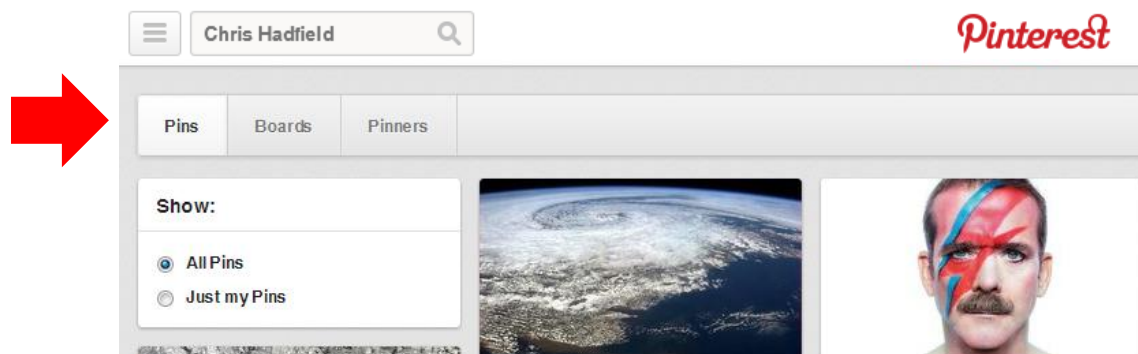 Chris Hadfield
Pinterest
Pins Boards Pinners
Show:
All Pins
Just my Pins